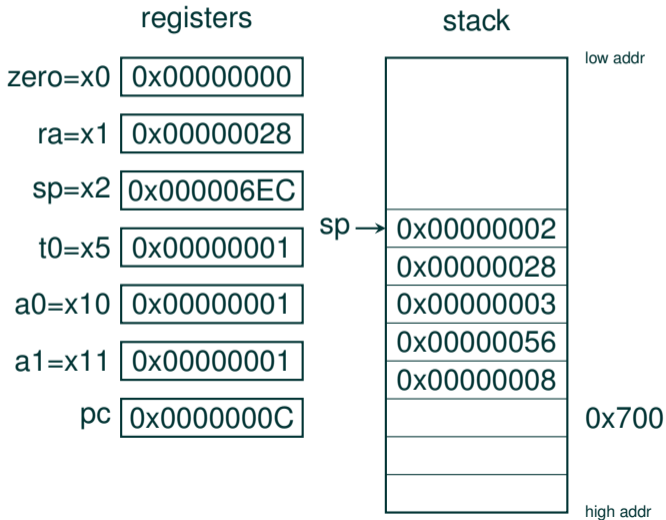 registers
zero=x0 0x00000000
ra=x1 0x00000028
sp=x2 0x000006EC
t0=x5 0x00000001
a0=x10 0x00000001
a1=x11 0x00000001
pc 0x0000000C
stack
low addr
sp 0x00000002
0x00000028
0x00000003
0x00000056
0x00000008
0x700
high addr